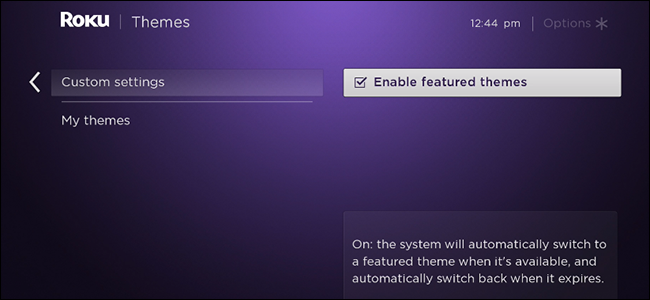 Roku | Themes
12:44 pm | Options
Custom settings
My themes
Enable featured themes
On: the system will automatically switch to
a featured theme when it's available, and
automatically switch back when it expires.